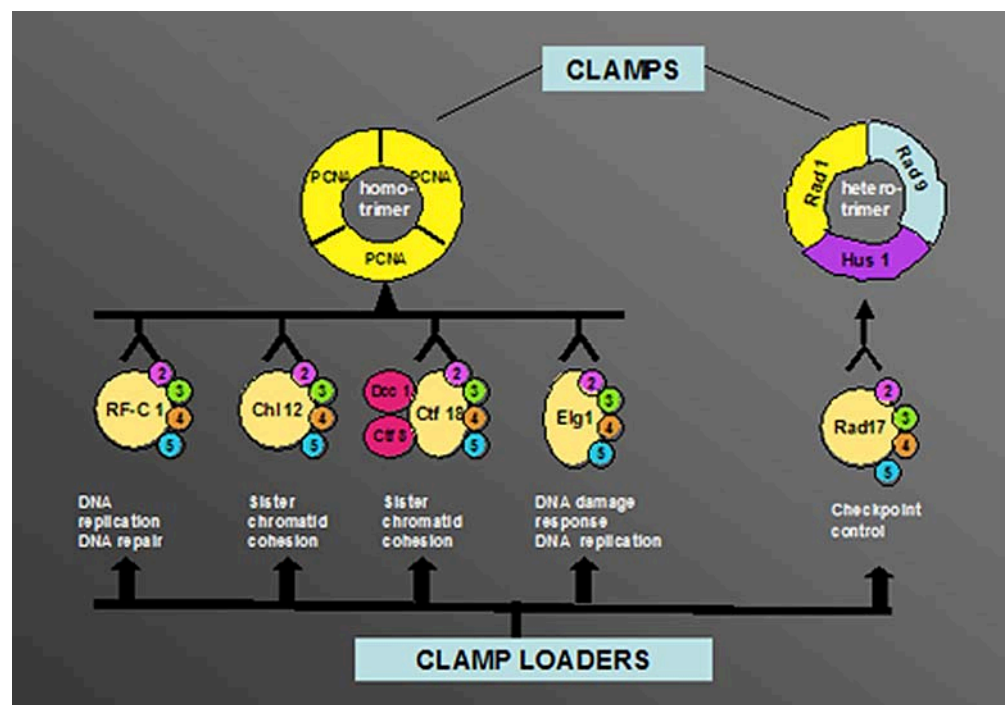 CLAMPS
PCNA
PCNA
homo-
trimer
PCNA
Rad 1
Rad 9
hetero-
trimer
Hus 1
RF-C 1
2
3
4
5
Chl 12
2
3
4
5
Dcc 1
Ctf 8
Ctf 18
2
3
4
5
Elg1
2
3
4
5
Rad17
2
3
4
5
DNA
replication
DNA repair
Sister
chromatid
cohesion
Sister
chromatid
cohesion
DNA damage
response
DNA replication
Checkpoint
control
CLAMP LOADERS